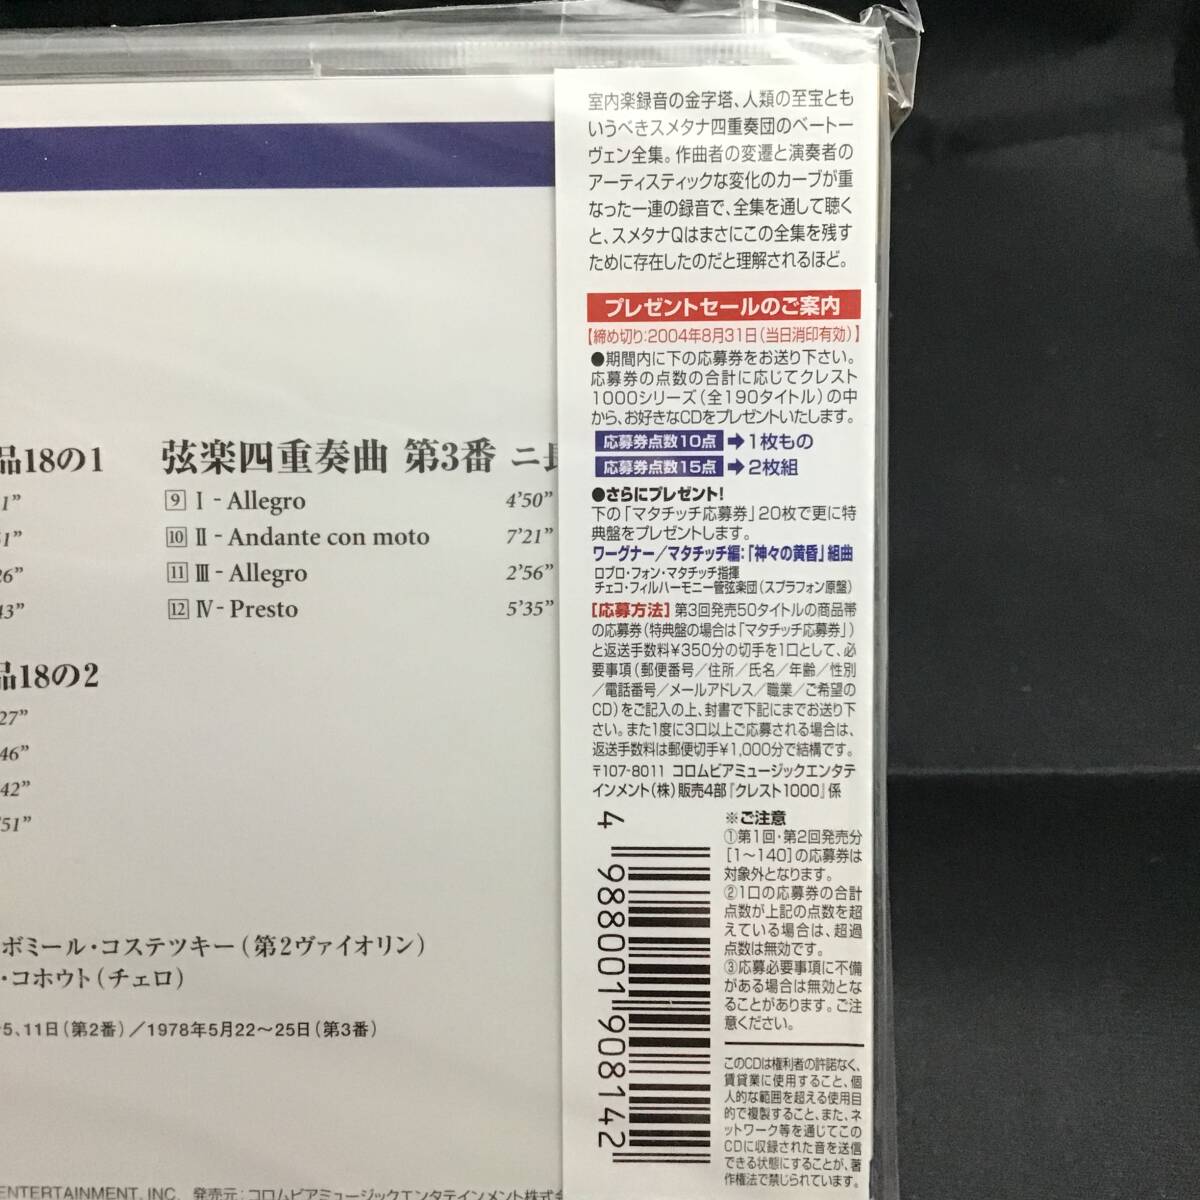 品18の1
1”
51”
26”
43”
品18の2
27”
46”
42”
51”
弦楽四重奏曲 第3番 ニ長
9 I - Allegro 4’50”
10 II - Andante con moto 7’21”
11 III - Allegro 2’56”
12 IV - Presto 5’35”
ボミール・コステツキー（第2ヴァイオリン）
・コホウト（チェロ）
5、11日（第2番）／1978年5月22～25日（第3番）
ENTERTAINMENT, INC. 発売元：コロムビアミュージックエンタテインメント株式会
室内楽録音の金字塔、人類の至宝とも
いうべきスメタナ四重奏団のベートー
ヴェン全集。作曲者の変遷と演奏者の
アーティスティックな変化のカーブが重
なった一連の録音で、全集を通して聴く
と、スメタナQはまさにこの全集を残す
ために存在したのだと理解されるほど。
プレゼントセールのご案内
【締め切り：2004年8月31日（当日消印有効）】
●期間内に下の応募券をお送り下さい。
応募券の点数の合計に応じてクレスト
1000シリーズ（全190タイトル）の中
から、お好きなCDをプレゼントいたします。
応募券点数10点➡1枚もの
応募券点数15点➡2枚組
●さらにプレゼント！
下の「マタチッチ応募券」20枚で更に特
典盤をプレゼントします。
ワーグナー／マタチッチ編：「神々の黄昏」組曲
ロブロ・フォン・マタチッチ指揮
チェコ・フィルハーモニー管弦楽団（スプラフォン原盤）
［応募方法］第3回発売50タイトルの商品帯
の応募券（特典盤の場合は「マタチッチ応募券」）
と返送手数料¥350分の切手を1口として、必
要事項（郵便番号／住所／氏名／年齢／性別
／電話番号／メールアドレス／職業／ご希望の
CD）をご記入の上、封書で下記にまでお送り下
さい。また1度に3口以上ご応募される場合は、
返送手数料は郵便切手¥1,000分で結構です。
〒107-8011 コロムビアミュージックエンタテ
インメント（株）販売4部『クレスト1000』係
4 988001 908142
※ご注意
①第1回・第2回発売分
［1～140］の応募券は
対象外となります。
②1口の応募券の合計
点数が上記の点数を超
えている場合は、超過
点数は無効です。
③応募必要事項に不備
がある場合は無効とな
ることがあります。ご注
意ください。
このCDは権利者の許諾なく、
賃貸業に使用すること、個
人的な範囲を超える使用目
的で複製すること、また、ネ
ットワーク等を通じてこの
CDに収録された音を送信
できる状態にすることが、著
作権法で禁じられています。